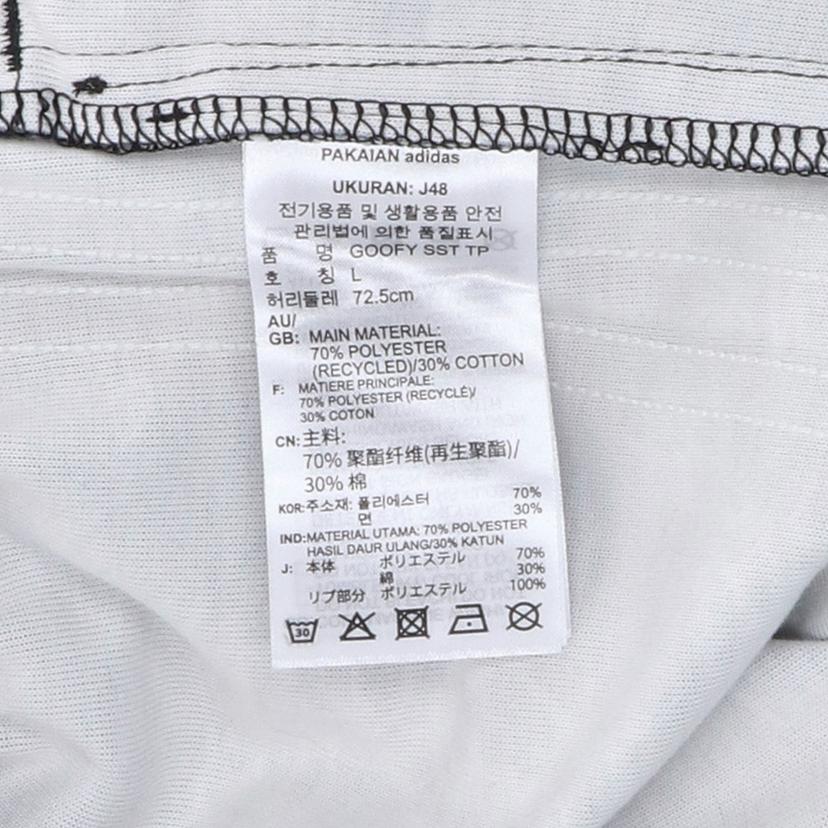 PAKAIAN adidas
UKURAN: J48
전기용품 및 생활용품 안전
관리법에 의한 품질표시
품 명 GOOFY SST TP
호 칭 L
허리둘레 72.5cm
AU/
GB: MAIN MATERIAL:
70% POLYESTER
(RECYCLED)/30% COTTON
F: MATIERE PRINCIPALE:
70% POLYESTER (RECYCLÉ)/
30% COTON
CN: 主料:
70% 聚酯纤维(再生聚酯)/
30% 棉
KOR: 주소재: 폴리에스터 70%
면 30%
IND: MATERIAL UTAMA: 70% POLYESTER
HASIL DAUR ULANG/30% KATUN
J: 本体 ポリエステル 70%
綿 30%
リブ部分 ポリエステル 100%
30